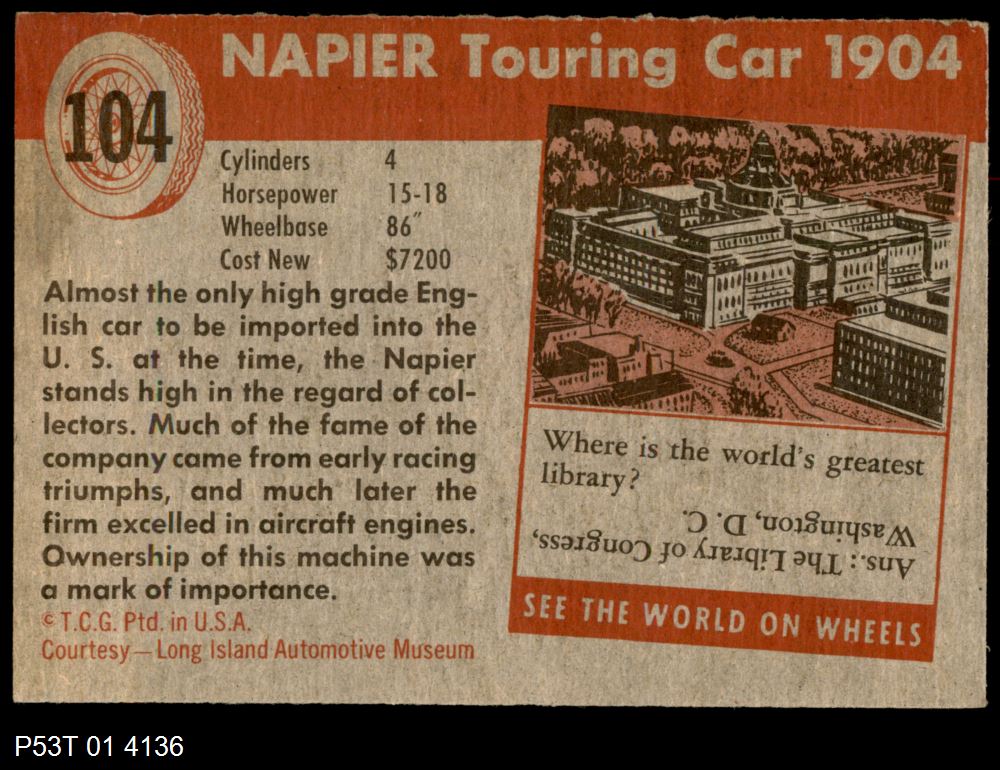 NAPIER Touring Car 1904
104
Cylinders 4
Horsepower 15-18
Wheelbase 86"
Cost New $7200
Almost the only high grade Eng-
lish car to be imported into the
U. S. at the time, the Napier
stands high in the regard of col-
lectors. Much of the fame of the
company came from early racing
triumphs, and much later the
firm excelled in aircraft engines.
Ownership of this machine was
a mark of importance.
© T.C.G. Ptd. in U.S.A.
Courtesy—Long Island Automotive Museum
Where is the world's greatest
library?
Ans.: The Library of Congress,
Washington, D. C.
SEE THE WORLD ON WHEELS
P53T 01 4136